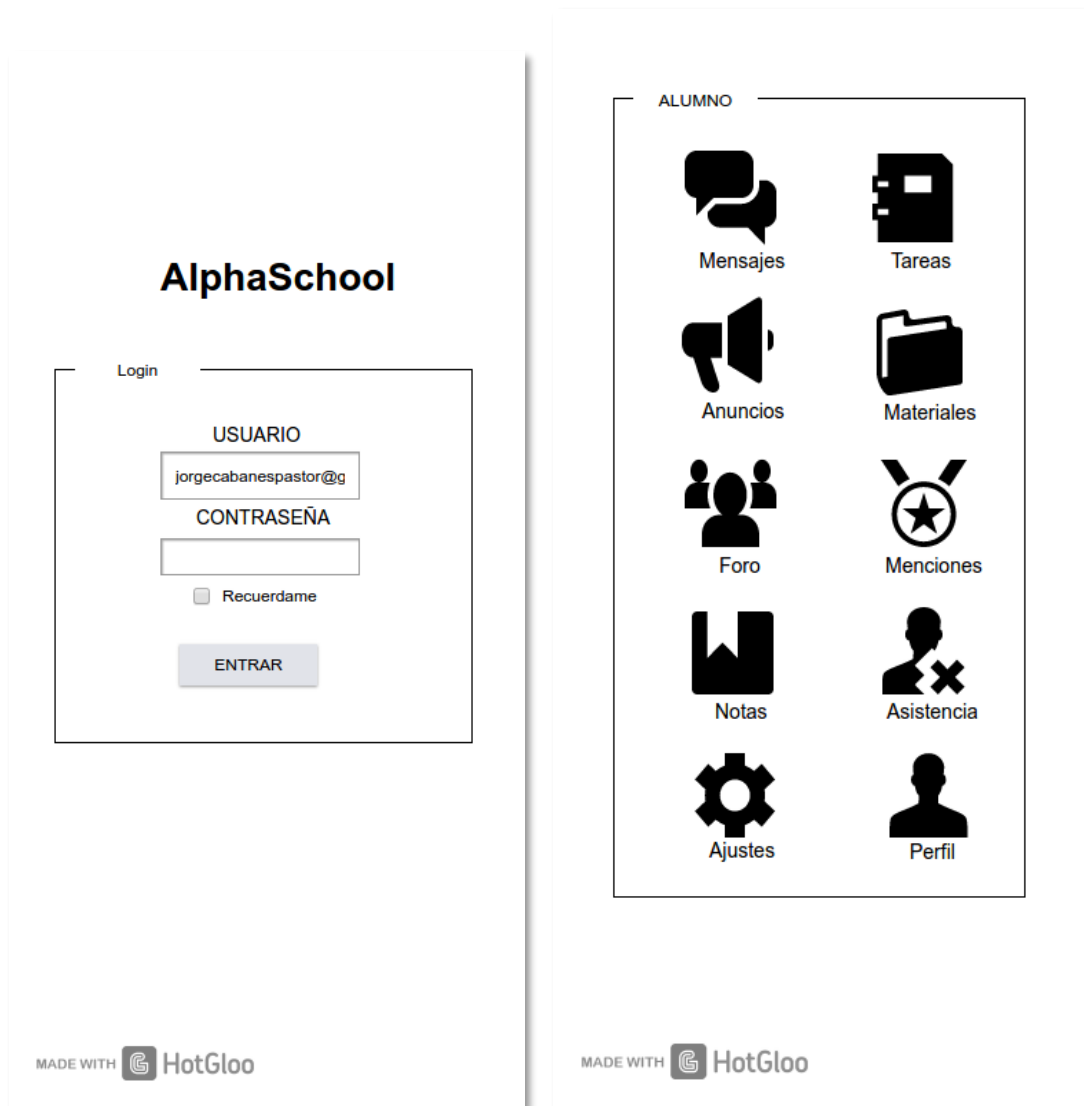 AlphaSchool
Login
USUARIO
jorgecabanespastor@g
CONTRASEÑA
Recuerdame
ENTRAR
MADE WITH HotGloo
ALUMNO
Mensajes Tareas
Anuncios Materiales
Foro Menciones
Notas Asistencia
Ajustes Perfil
MADE WITH HotGloo